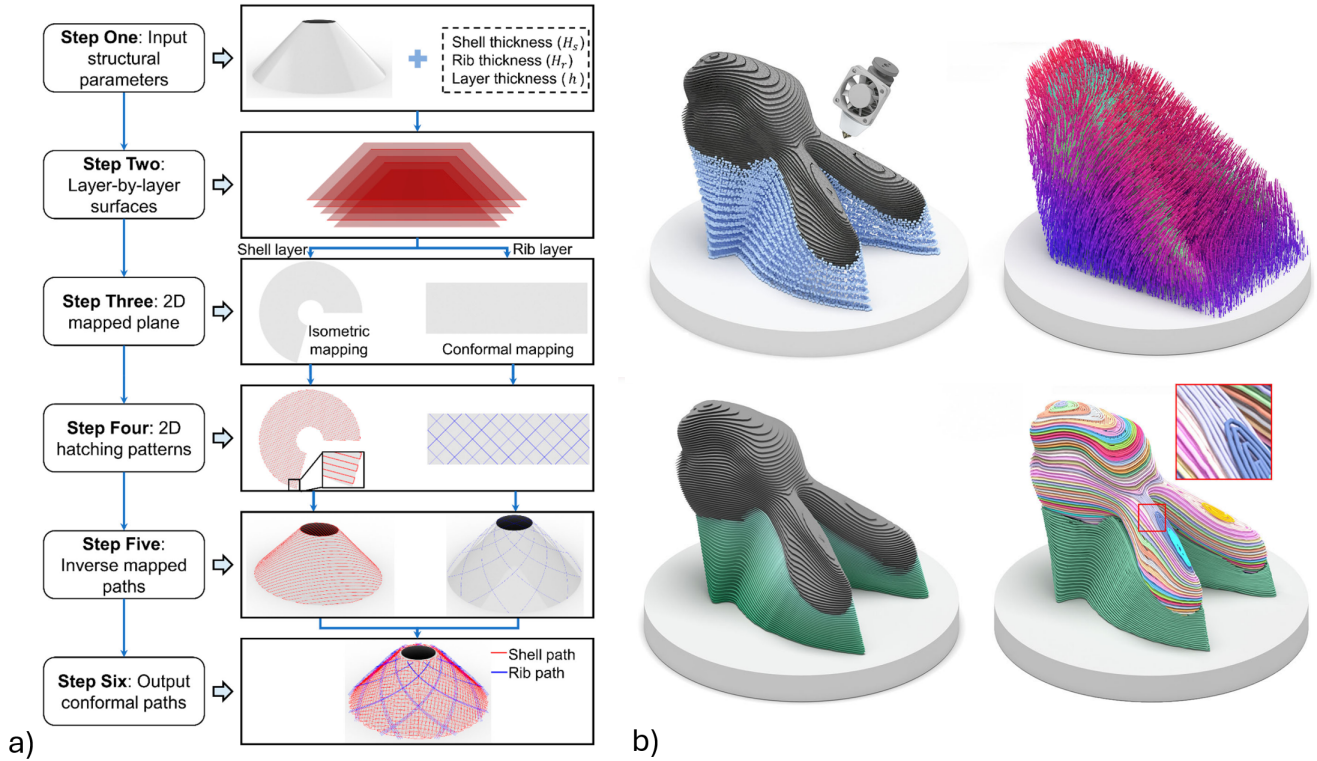 Step One: Input
structural
parameters
Shell thickness (Hₛ)
Rib thickness (Hᵣ)
Layer thickness (h)
Step Two:
Layer-by-layer
surfaces
Shell layer
Rib layer
Step Three: 2D
mapped plane
Isometric
mapping
Conformal mapping
Step Four: 2D
hatching patterns
Step Five:
Inverse mapped
paths
Step Six: Output
conformal paths
Shell path
Rib path
a)
b)